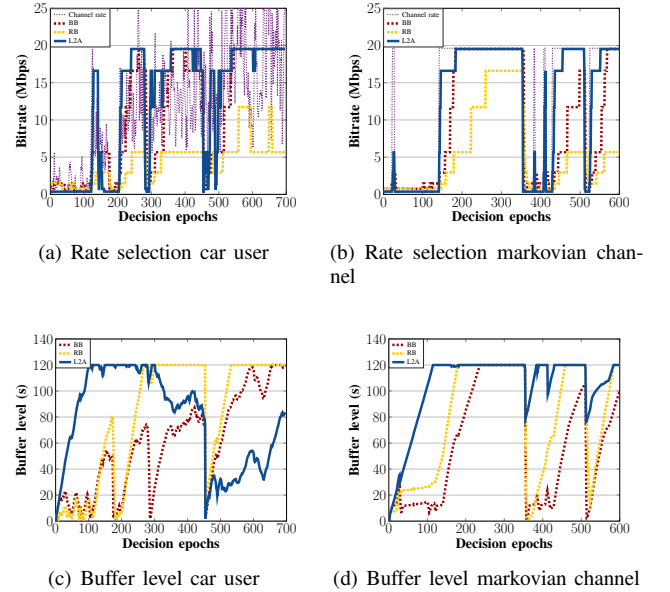 25
20
15
10
5
0
Bitrate (Mbps)
Channel rate
BB
RB
L2A
0 100 200 300 400 500 600 700
Decision epochs
(a) Rate selection car user
25
20
15
10
5
0
Bitrate (Mbps)
Channel rate
BB
RB
L2A
0 100 200 300 400 500 600
Decision epochs
(b) Rate selection markovian chan-
nel
140
120
100
80
60
40
20
0
Buffer level (s)
BB
RB
L2A
0 100 200 300 400 500 600 700
Decision epochs
(c) Buffer level car user
140
120
100
80
60
40
20
0
Buffer level (s)
BB
RB
L2A
0 100 200 300 400 500 600
Decision epochs
(d) Buffer level markovian channel